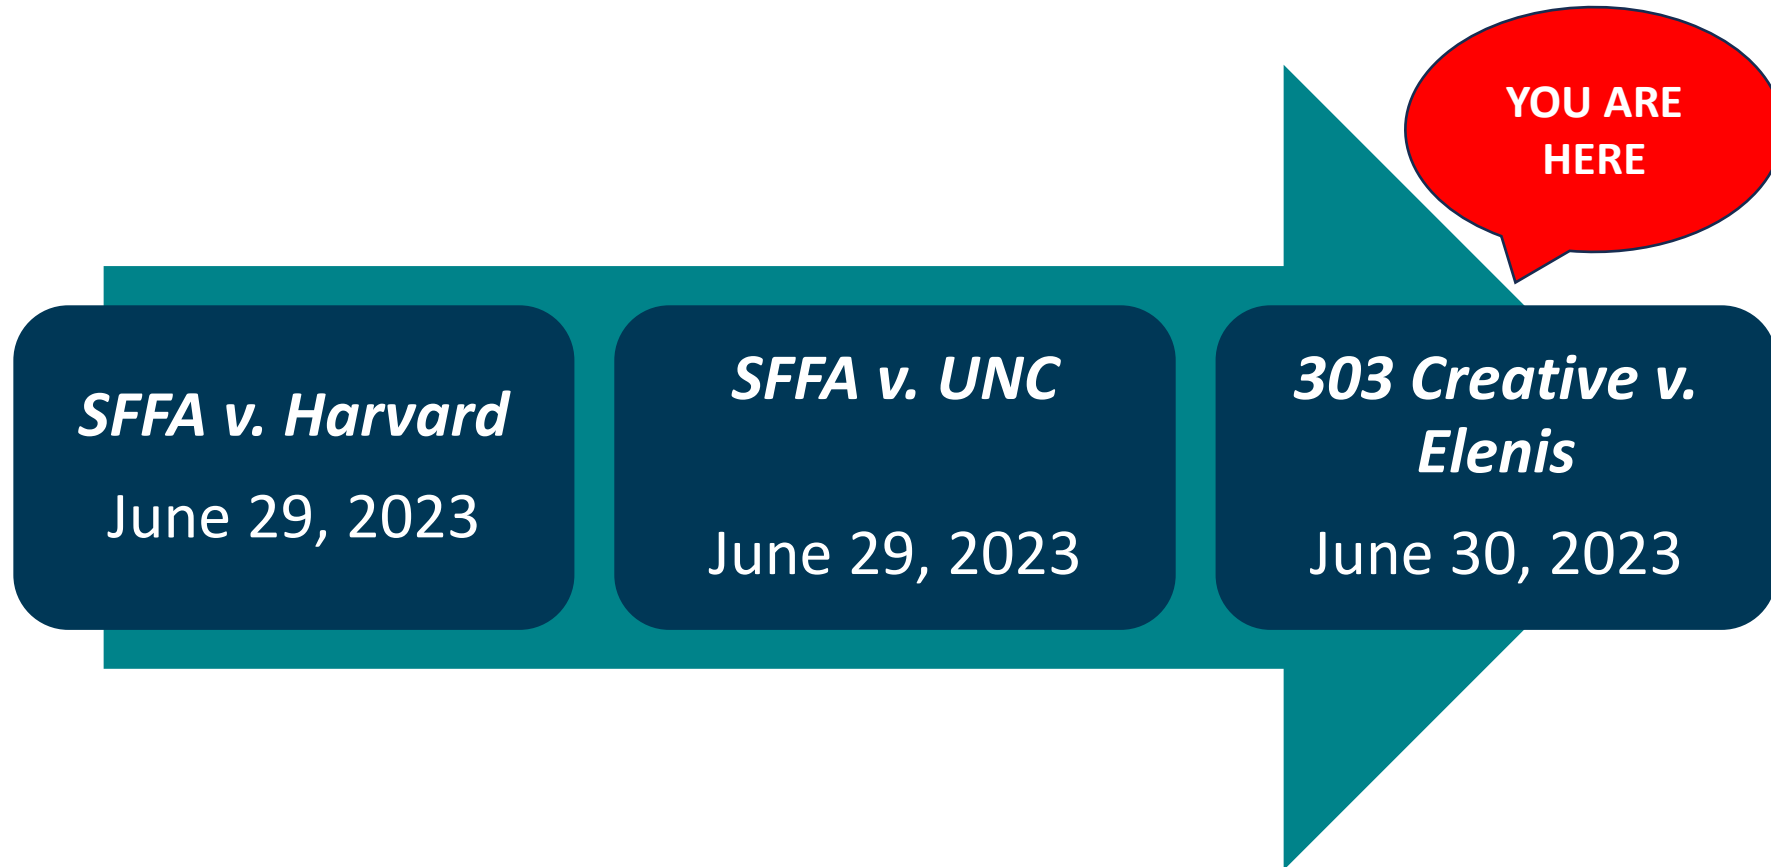 YOU ARE
HERE
SFFA v. Harvard
June 29, 2023
SFFA v. UNC
June 29, 2023
303 Creative v.
Elenis
June 30, 2023